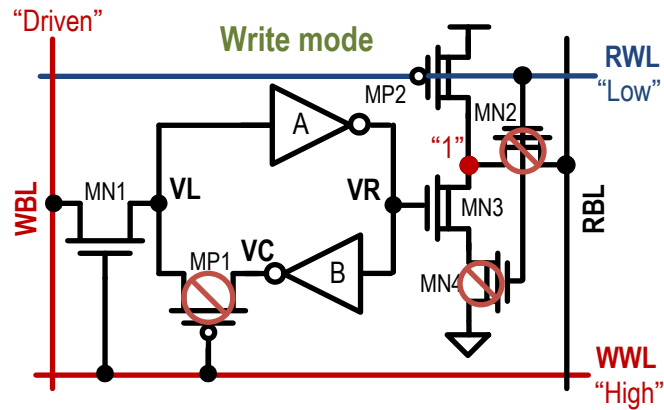 “Driven”
Write mode
RWL
“Low”
MP2
MN2
A
“1”
WBL
MN1
VL
VR
MN3
RBL
MP1
VC
B
MN4
WWL
“High”